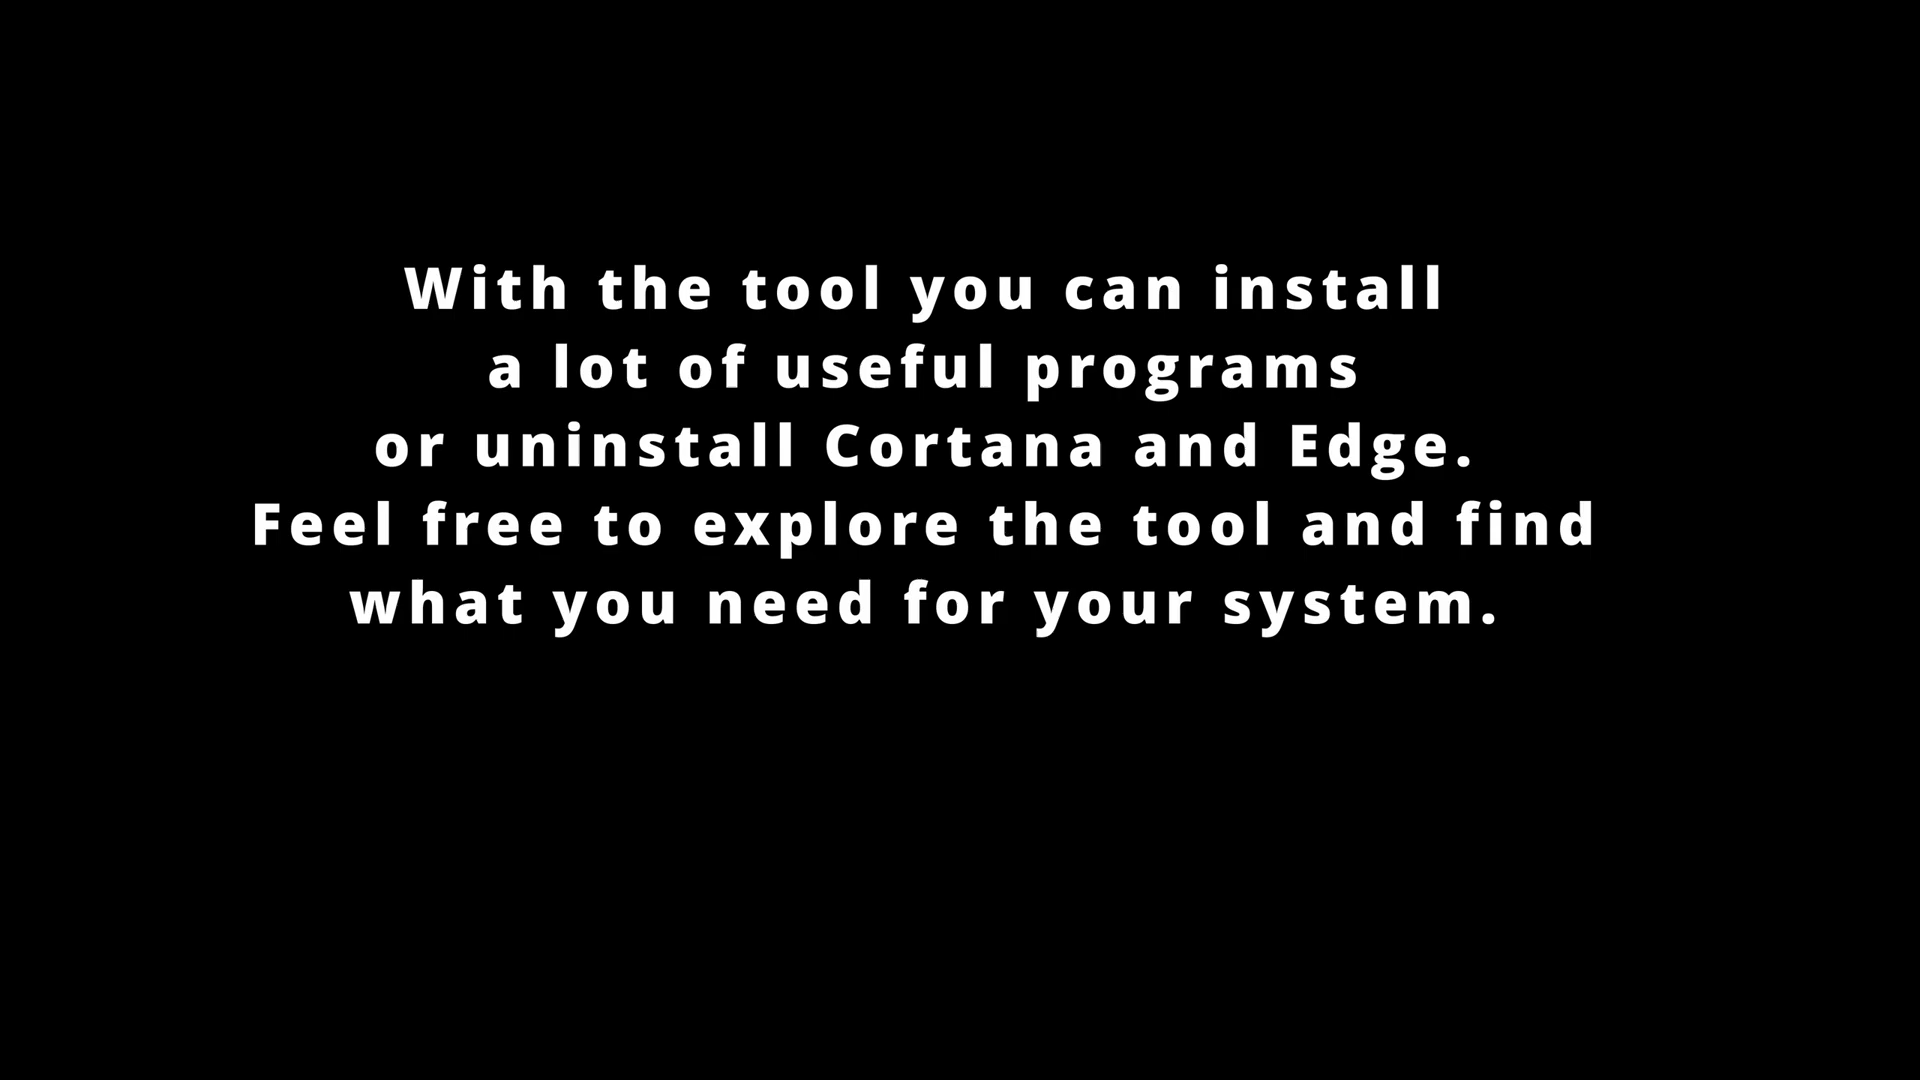 With the tool you can install
a lot of useful programs
or uninstall Cortana and Edge.
Feel free to explore the tool and find
what you need for your system.